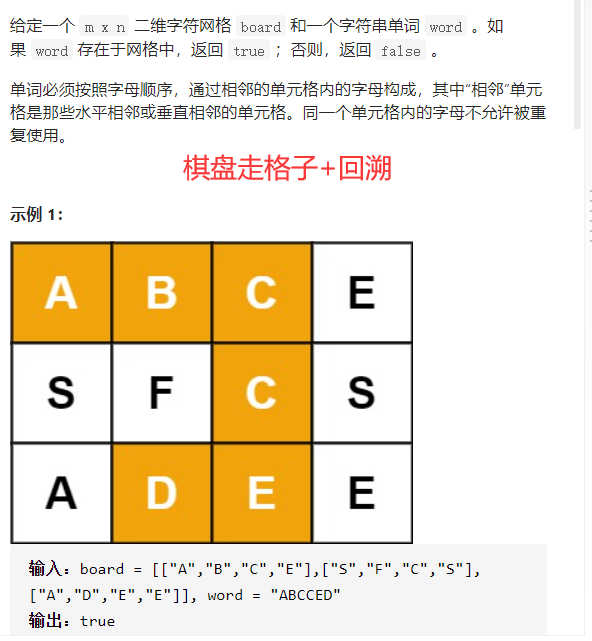 给定一个 m x n 二维字符网格 board 和一个字符串单词 word 。如
果 word 存在于网格中，返回 true ；否则，返回 false 。
单词必须按照字母顺序，通过相邻的单元格内的字母构成，其中“相邻”单元
格是那些水平相邻或垂直相邻的单元格。同一个单元格内的字母不允许被重
复使用。
棋盘走格子+回溯
示例 1：
A B C E
S F C S
A D E E
输入：board = [["A","B","C","E"],["S","F","C","S"],
["A","D","E","E"]], word = "ABCCED"
输出：true